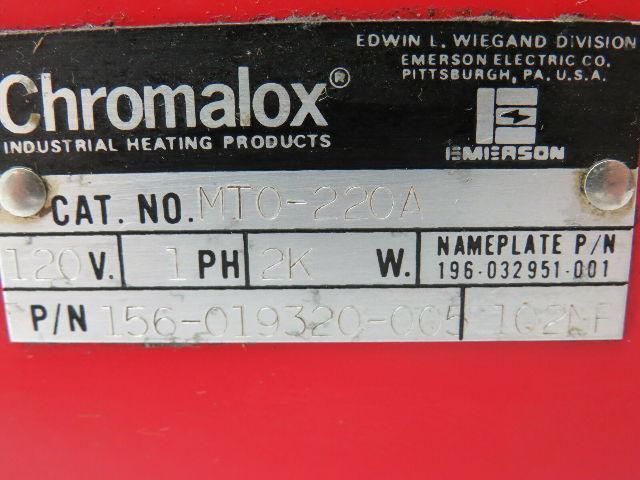 EDWIN L. WIEGAND DIVISION
EMERSON ELECTRIC CO.
PITTSBURGH, PA. U.S.A.
Chromalox®
INDUSTRIAL HEATING PRODUCTS
EMERSON
CAT. NO. MTO-220A
120 V. 1 PH 2K W. NAMEPLATE P/N
196-032951-001
P/N 156-019320-005 102NF